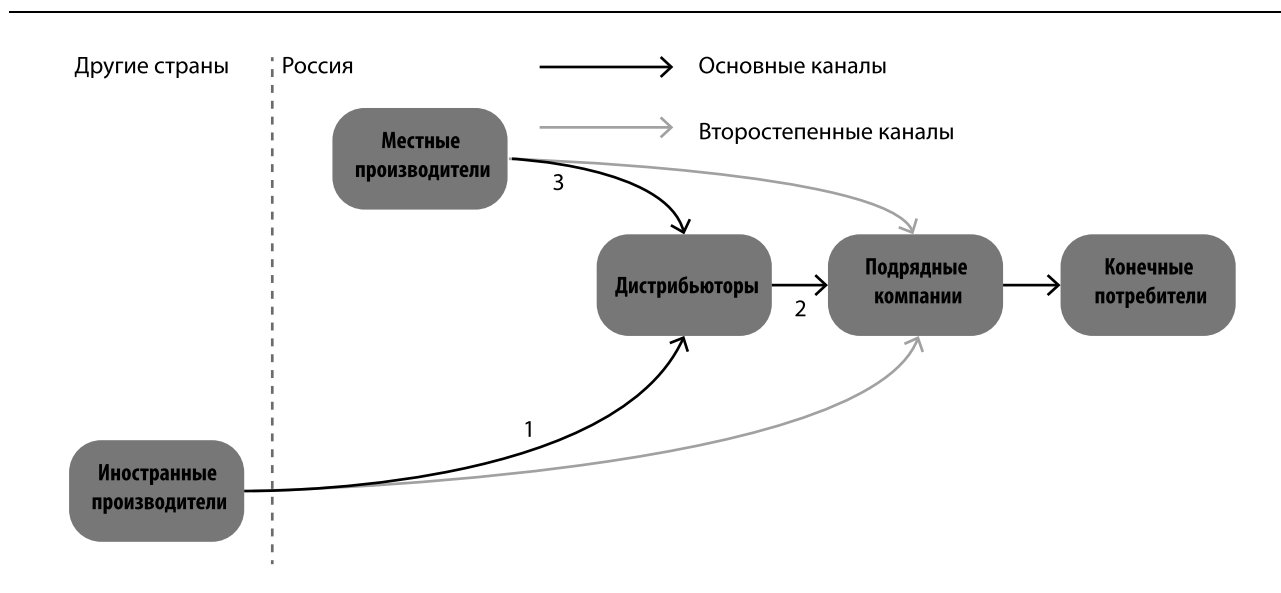 Другие страны
Россия
Основные каналы
Второстепенные каналы
Местные
производители
3
Дистрибьюторы
2
Подрядные
компании
Конечные
потребители
1
Иностранные
производители